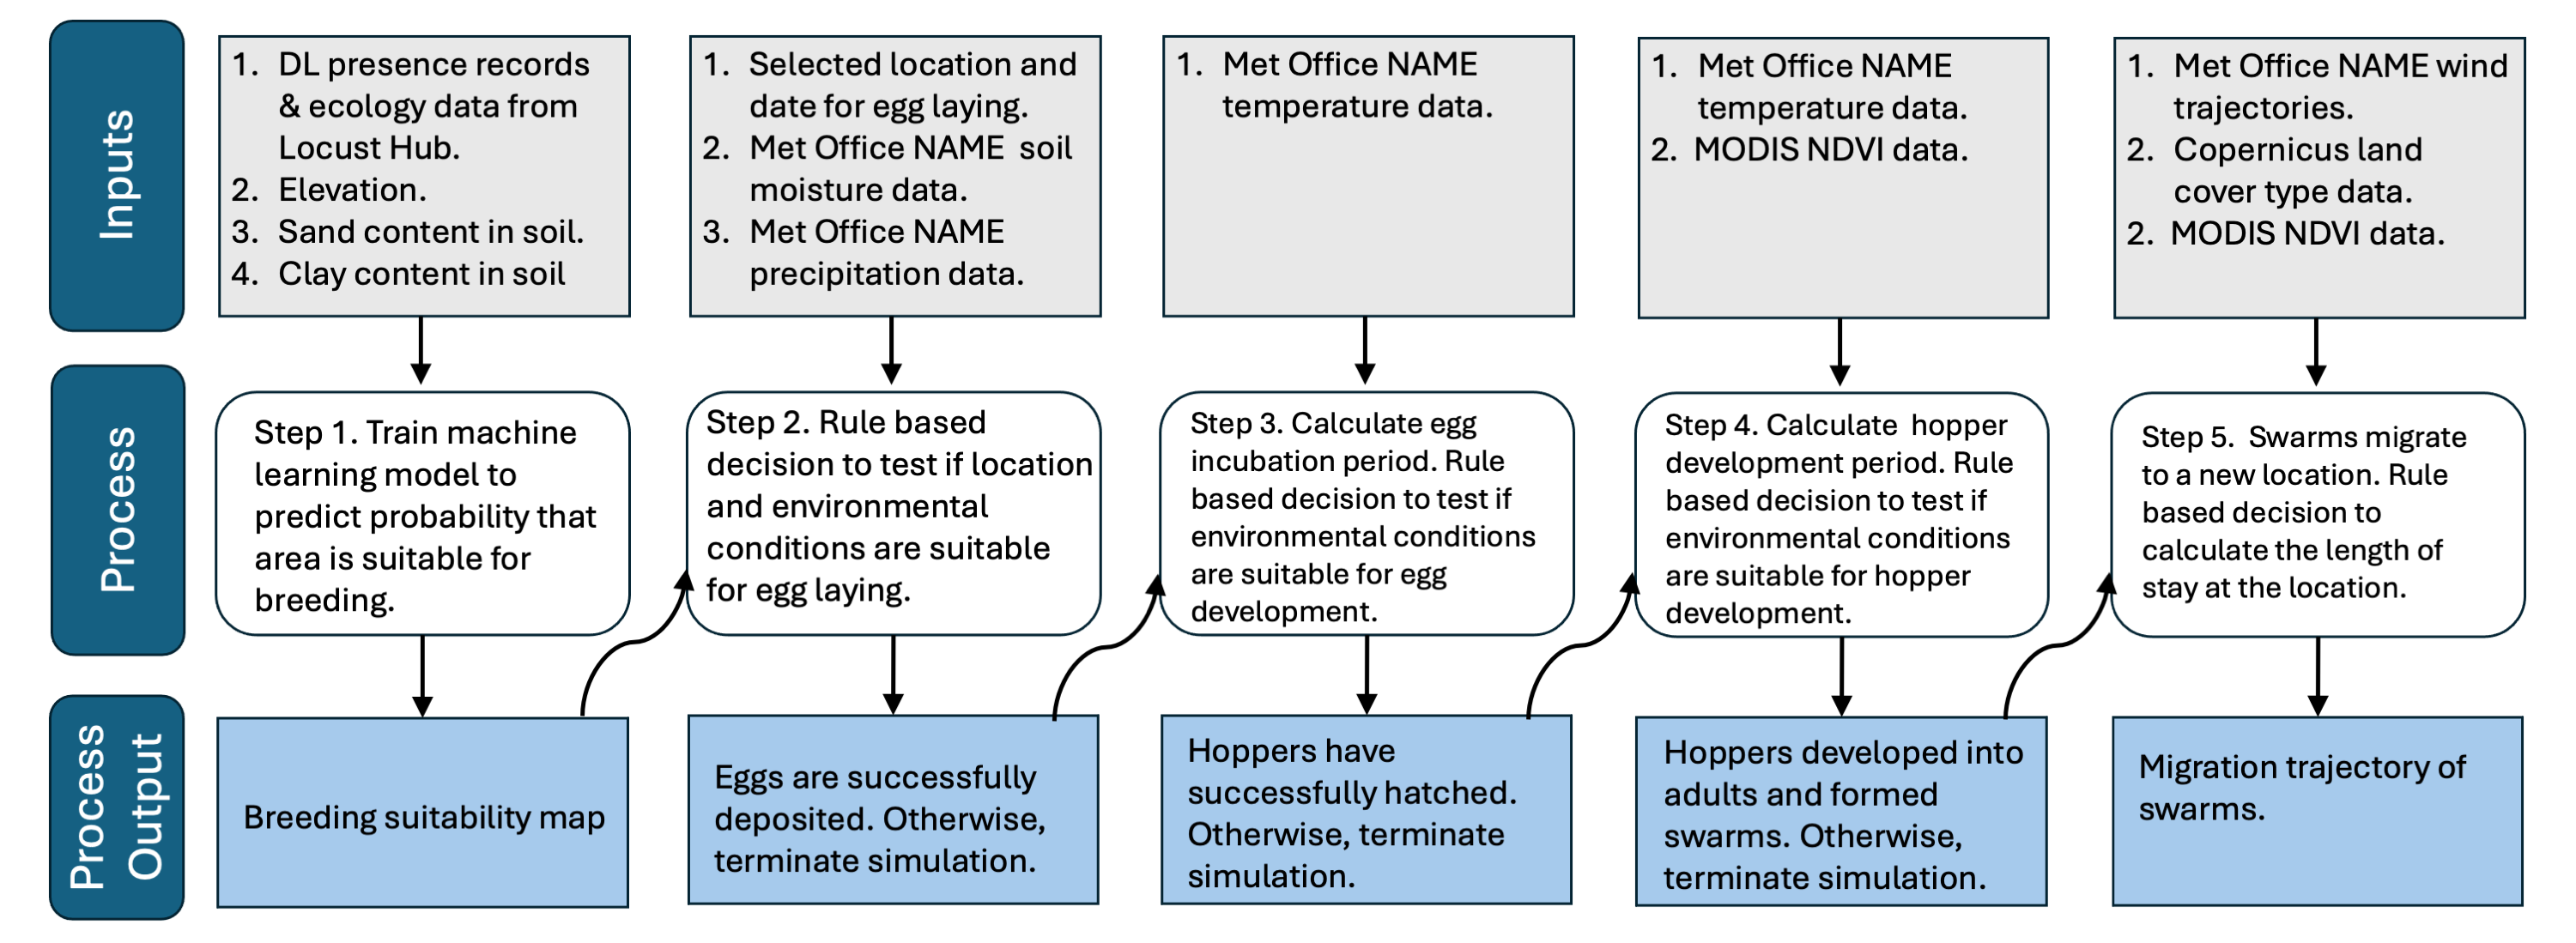 Inputs
1. DL presence records
& ecology data from
Locust Hub.
2. Elevation.
3. Sand content in soil.
4. Clay content in soil
1. Selected location and
date for egg laying.
2. Met Office NAME soil
moisture data.
3. Met Office NAME
precipitation data.
1. Met Office NAME
temperature data.
1. Met Office NAME
temperature data.
2. MODIS NDVI data.
1. Met Office NAME wind
trajectories.
2. Copernicus land
cover type data.
2. MODIS NDVI data.
Process
Step 1. Train machine
learning model to
predict probability that
area is suitable for
breeding.
Step 2. Rule based
decision to test if location
and environmental
conditions are suitable
for egg laying.
Step 3. Calculate egg
incubation period. Rule
based decision to test if
environmental conditions
are suitable for egg
development.
Step 4. Calculate hopper
development period. Rule
based decision to test if
environmental conditions
are suitable for hopper
development.
Step 5. Swarms migrate
to a new location. Rule
based decision to
calculate the length of
stay at the location.
Process
Output
Breeding suitability map
Eggs are successfully
deposited. Otherwise,
terminate simulation.
Hoppers have
successfully hatched.
Otherwise, terminate
simulation.
Hoppers developed into
adults and formed
swarms. Otherwise,
terminate simulation.
Migration trajectory of
swarms.